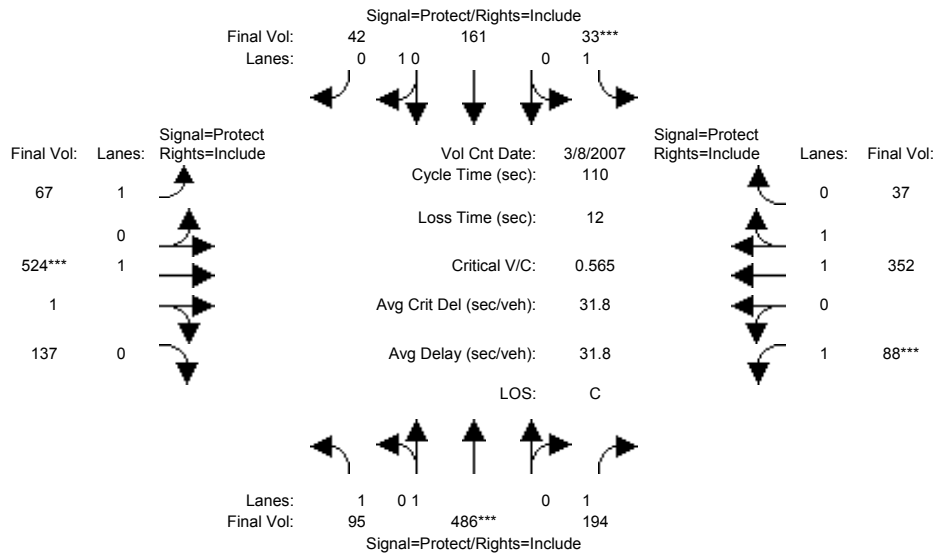 Signal=Protect/Rights=Include
Final Vol: 42 161 33***
Lanes: 0 1 0 0 1
Signal=Protect
Final Vol: Lanes: Rights=Include
Vol Cnt Date: 3/8/2007
Signal=Protect
Rights=Include Lanes: Final Vol:
Cycle Time (sec): 110
67 1
0 37
Loss Time (sec): 12
0
1
524*** 1
Critical V/C: 0.565
1 352
1
Avg Crit Del (sec/veh): 31.8
0
137 0
Avg Delay (sec/veh): 31.8
1 88***
LOS: C
Lanes: 1 0 1 0 1
Final Vol: 95 486*** 194
Signal=Protect/Rights=Include